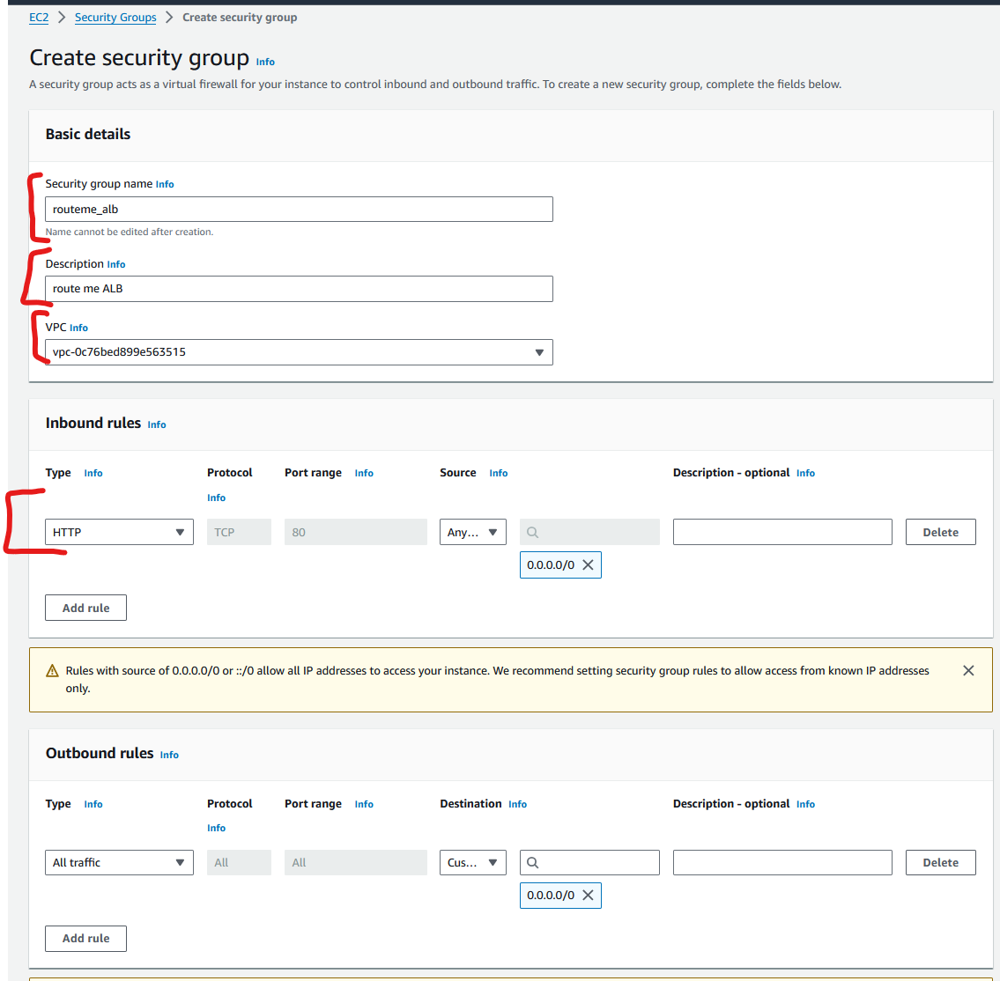 EC2 > Security Groups > Create security group
Create security group Info
A security group acts as a virtual firewall for your instance to control inbound and outbound traffic. To create a new security group, complete the fields below.
Basic details
Security group name Info
routeme_alb
Name cannot be edited after creation.
Description Info
route me ALB
VPC Info
vpc-0c76bed899e563515
Inbound rules Info
Type Info Protocol Port range Info Source Info Description - optional Info
Info
HTTP TCP 80 Any... Delete
0.0.0.0/0
Add rule
Rules with source of 0.0.0.0/0 or ::/0 allow all IP addresses to access your instance. We recommend setting security group rules to allow access from known IP addresses
only.
Outbound rules Info
Type Info Protocol Port range Info Destination Info Description - optional Info
Info
All traffic All All Cus... Delete
0.0.0.0/0
Add rule